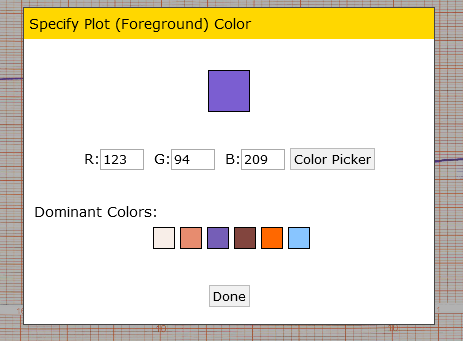 Specify Plot (Foreground) Color
R: 123 G: 94 B: 209 Color Picker
Dominant Colors:
Done